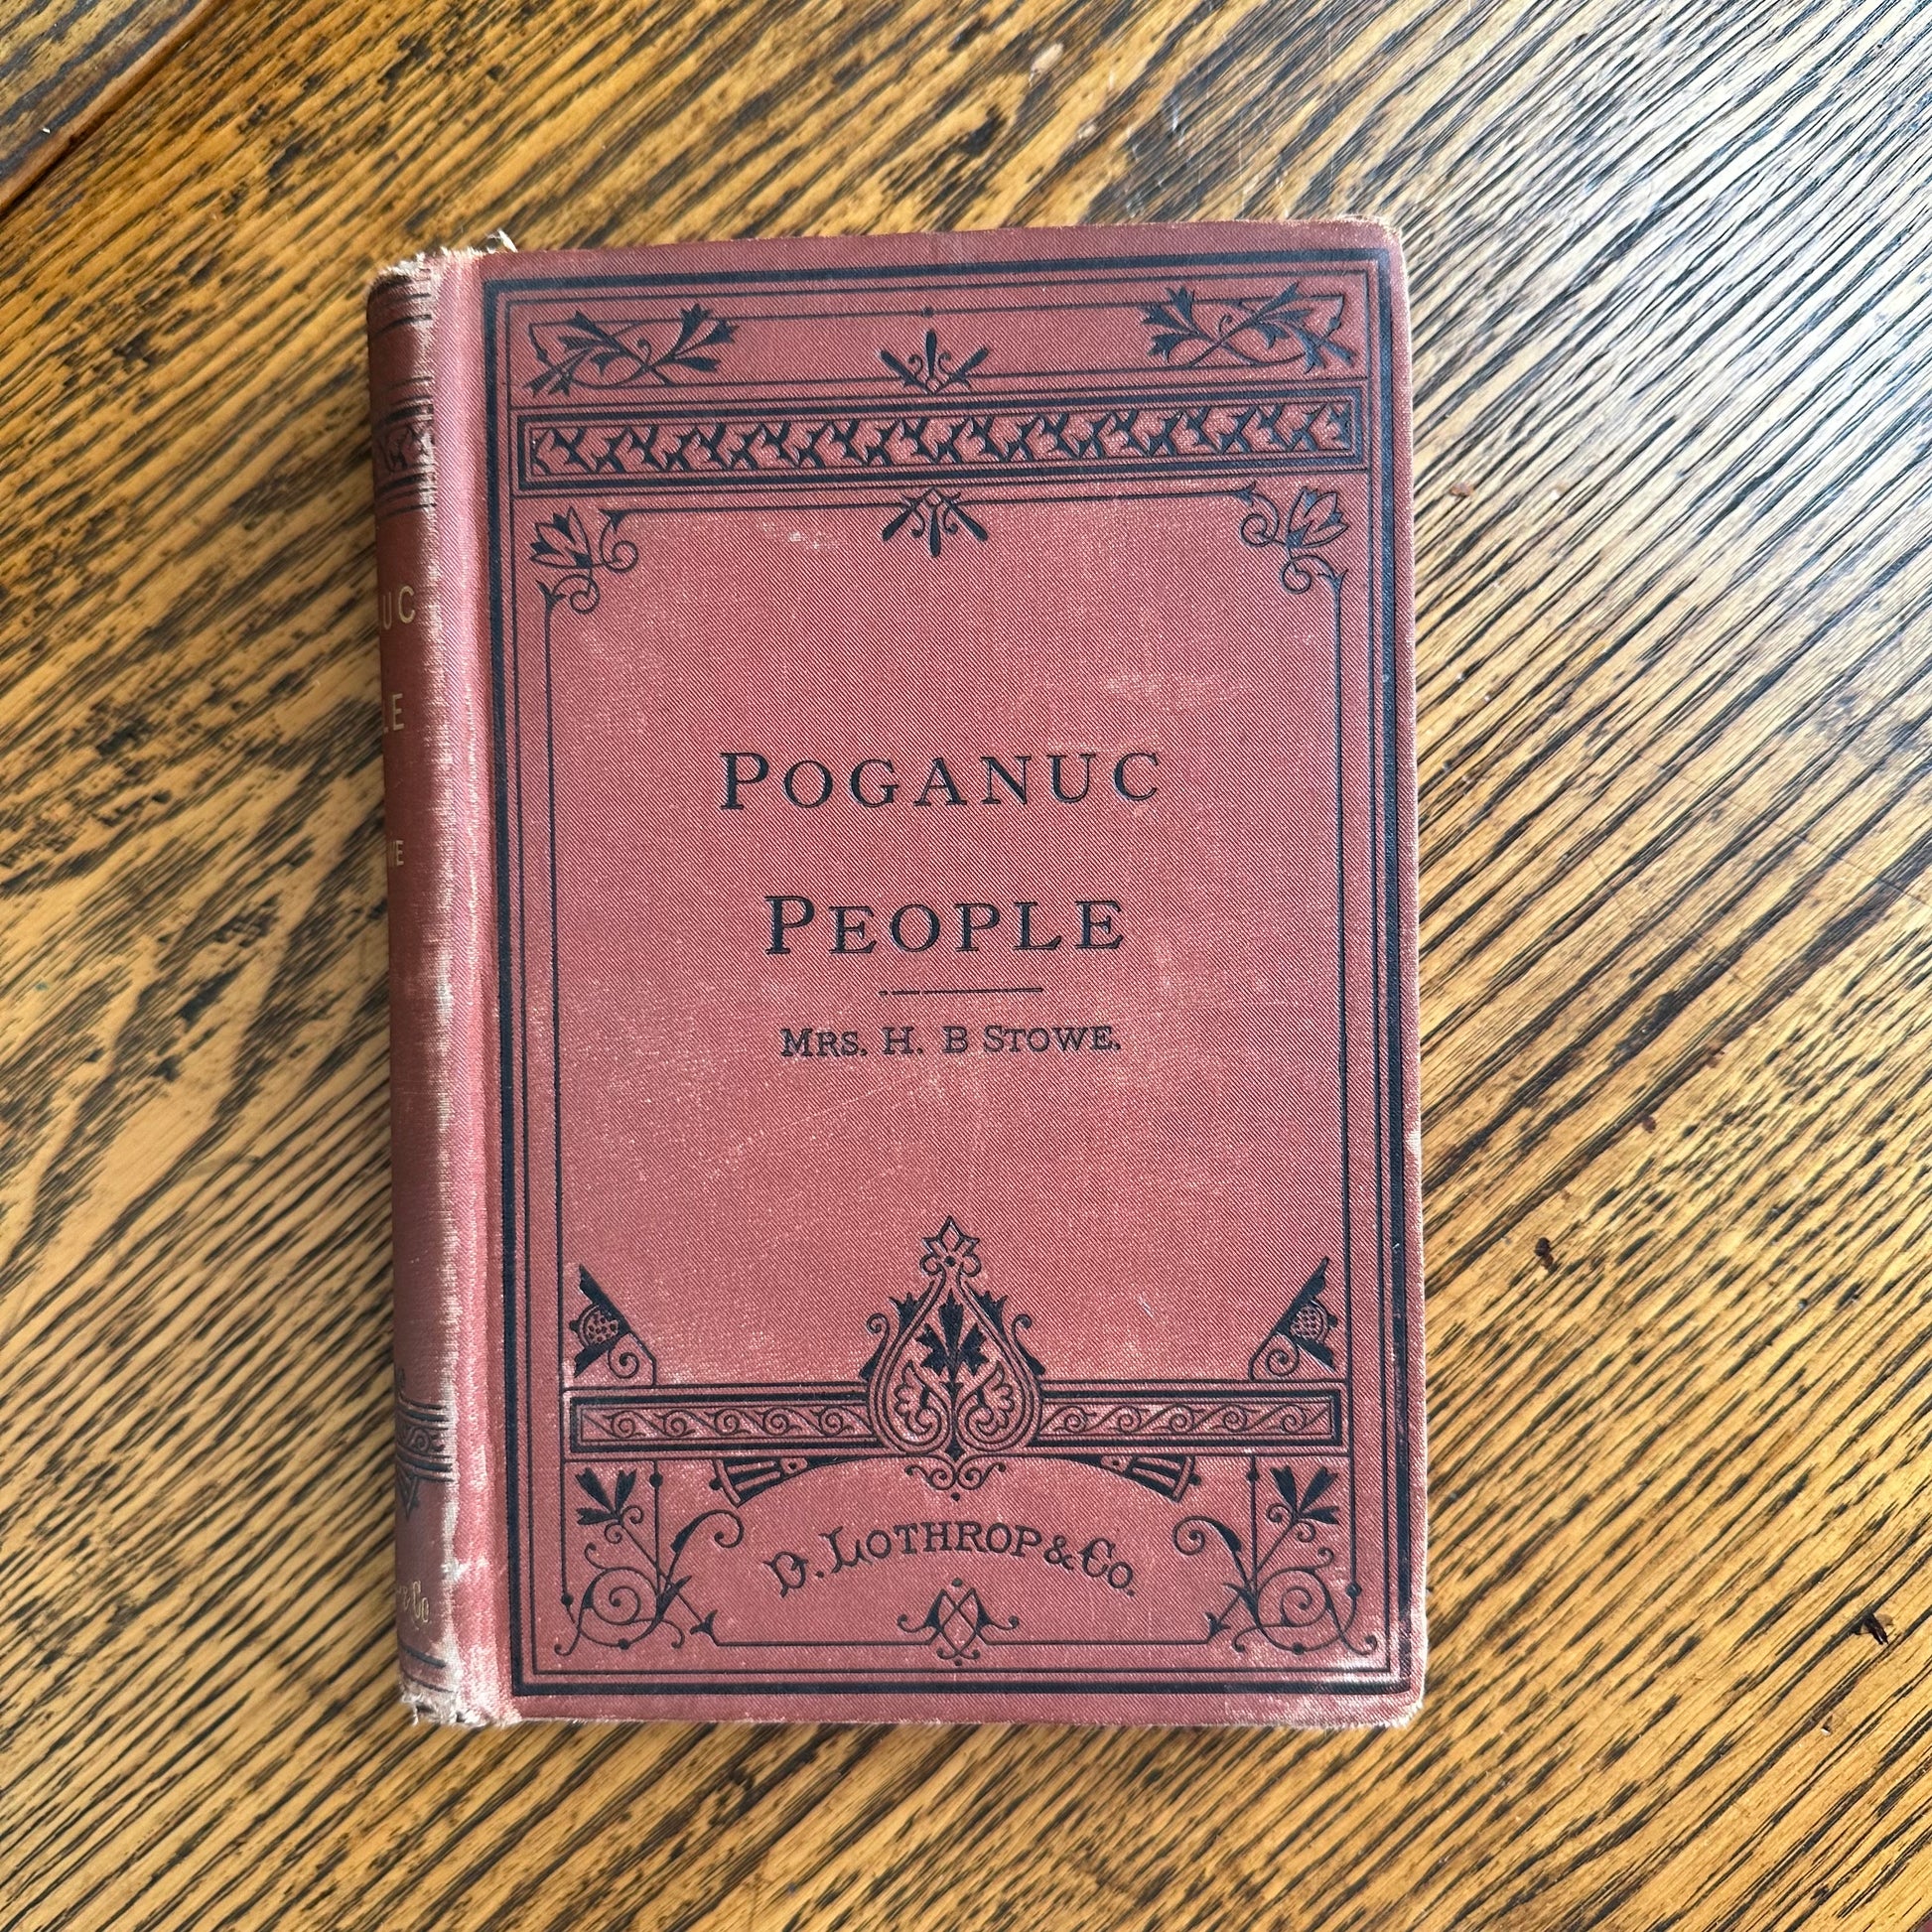 POGANUC
PEOPLE
MRS. H. B STOWE.
D. LOTHROP & CO.